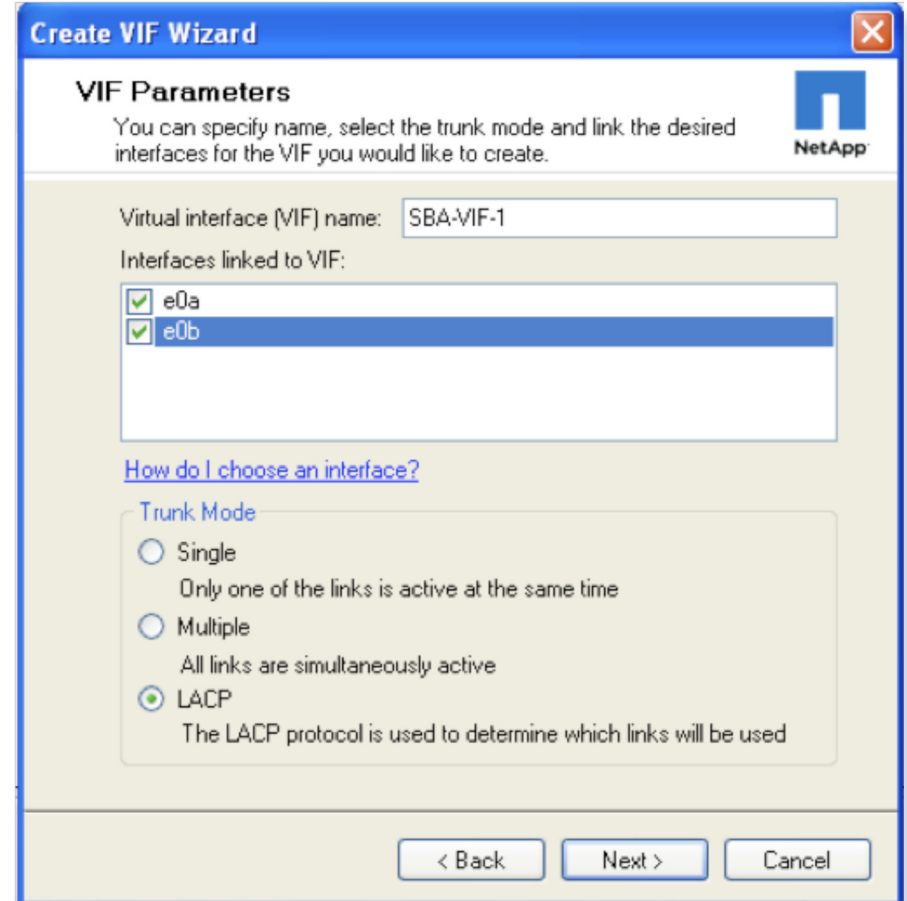 Create VIF Wizard
VIF Parameters
You can specify name, select the trunk mode and link the desired
interfaces for the VIF you would like to create.
NetApp
Virtual interface (VIF) name: SBA-VIF-1
Interfaces linked to VIF:
e0a
e0b
How do I choose an interface?
Trunk Mode
Single
Only one of the links is active at the same time
Multiple
All links are simultaneously active
LACP
The LACP protocol is used to determine which links will be used
< Back Next > Cancel